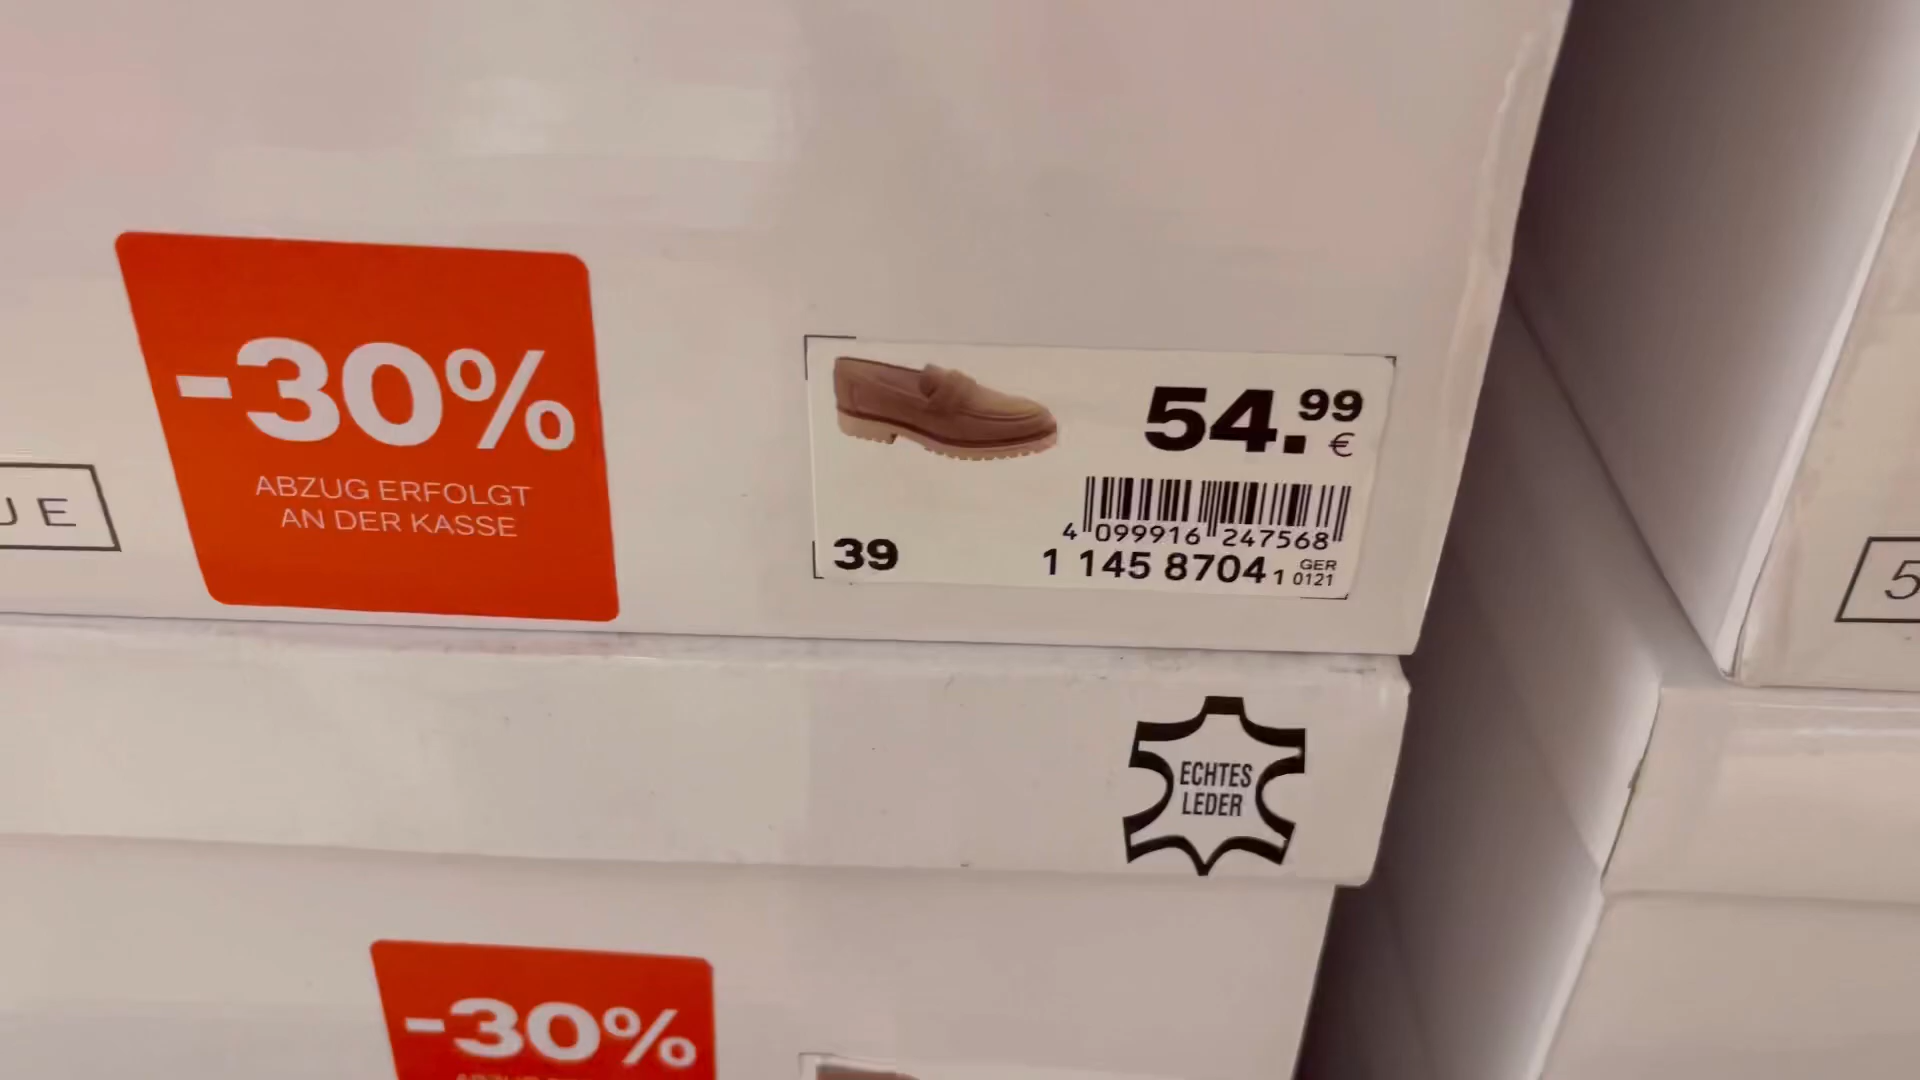 -30%
ABZUG ERFOLGT
AN DER KASSE
54.99
€
4 099916 247568
39
1 145 8704 1
GER
0121
ECHTES
LEDER
-30%